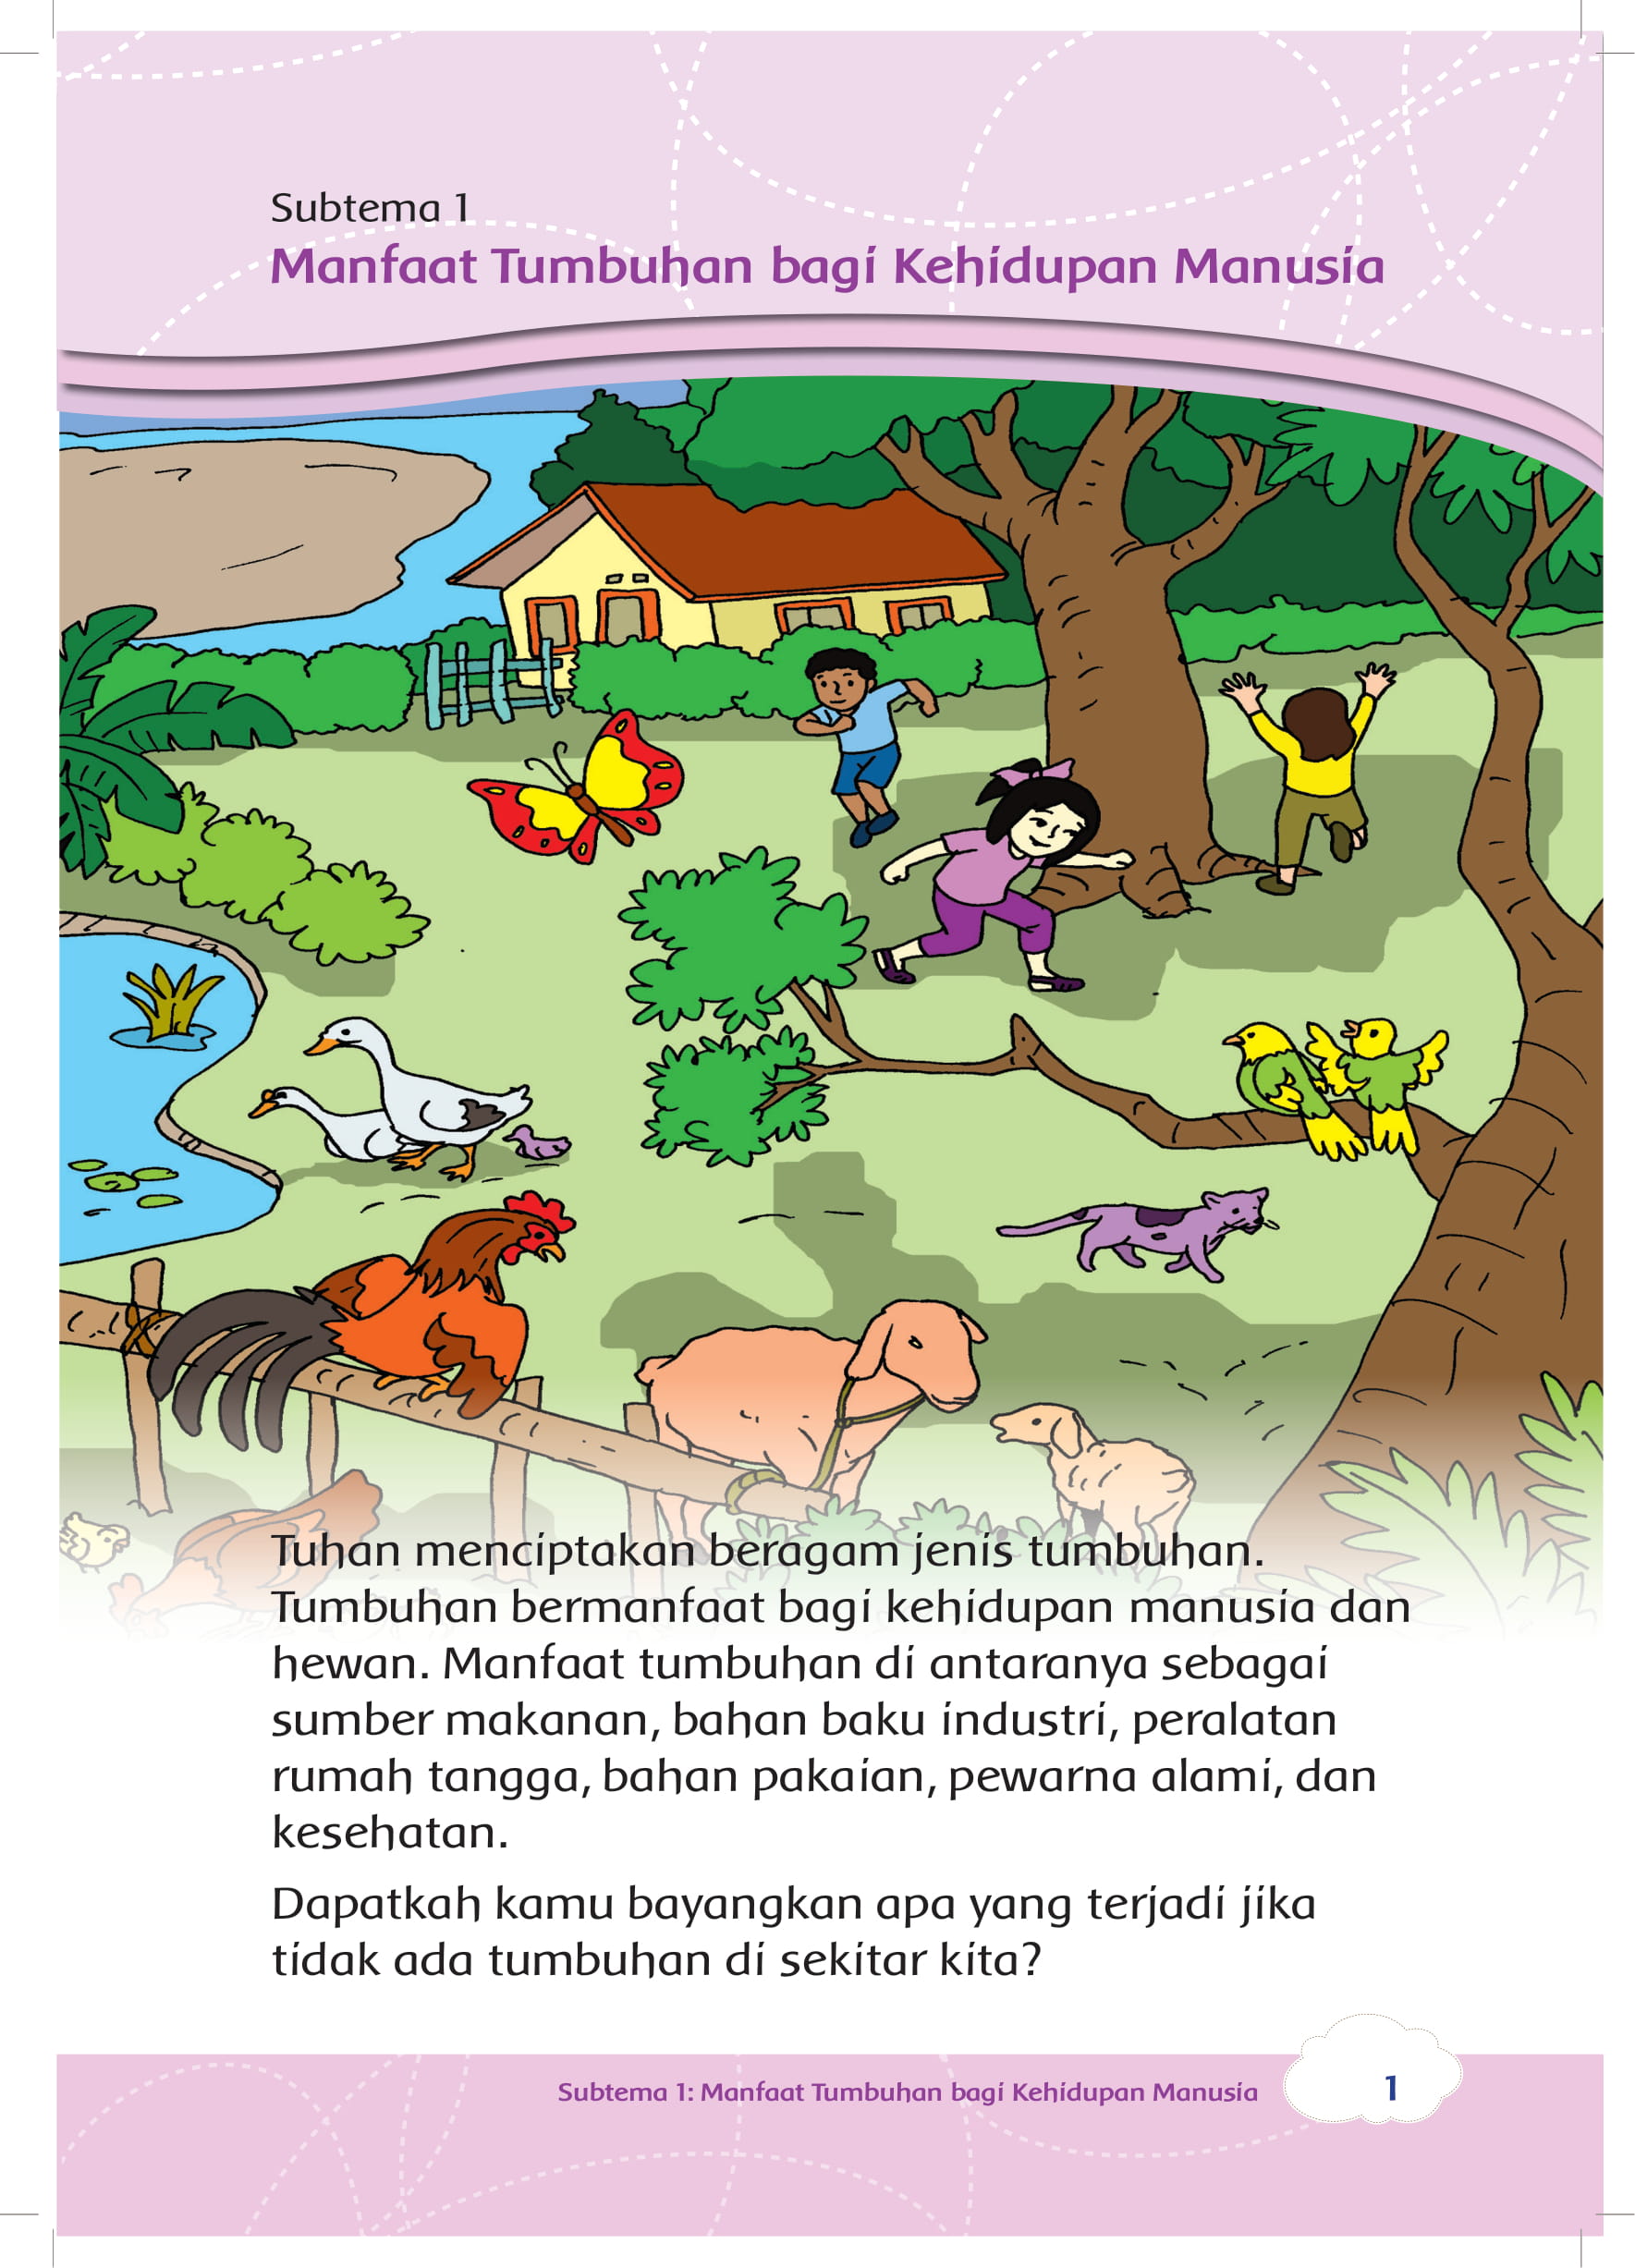 Subtema 1
Manfaat Tumbuhan bagi Kehidupan Manusia
Tuhan menciptakan beragam jenis tumbuhan.
Tumbuhan bermanfaat bagi kehidupan manusia dan
hewan. Manfaat tumbuhan di antaranya sebagai
sumber makanan, bahan baku industri, peralatan
rumah tangga, bahan pakaian, pewarna alami, dan
kesehatan.
Dapatkah kamu bayangkan apa yang terjadi jika
tidak ada tumbuhan di sekitar kita?
Subtema 1: Manfaat Tumbuhan bagi Kehidupan Manusia
1